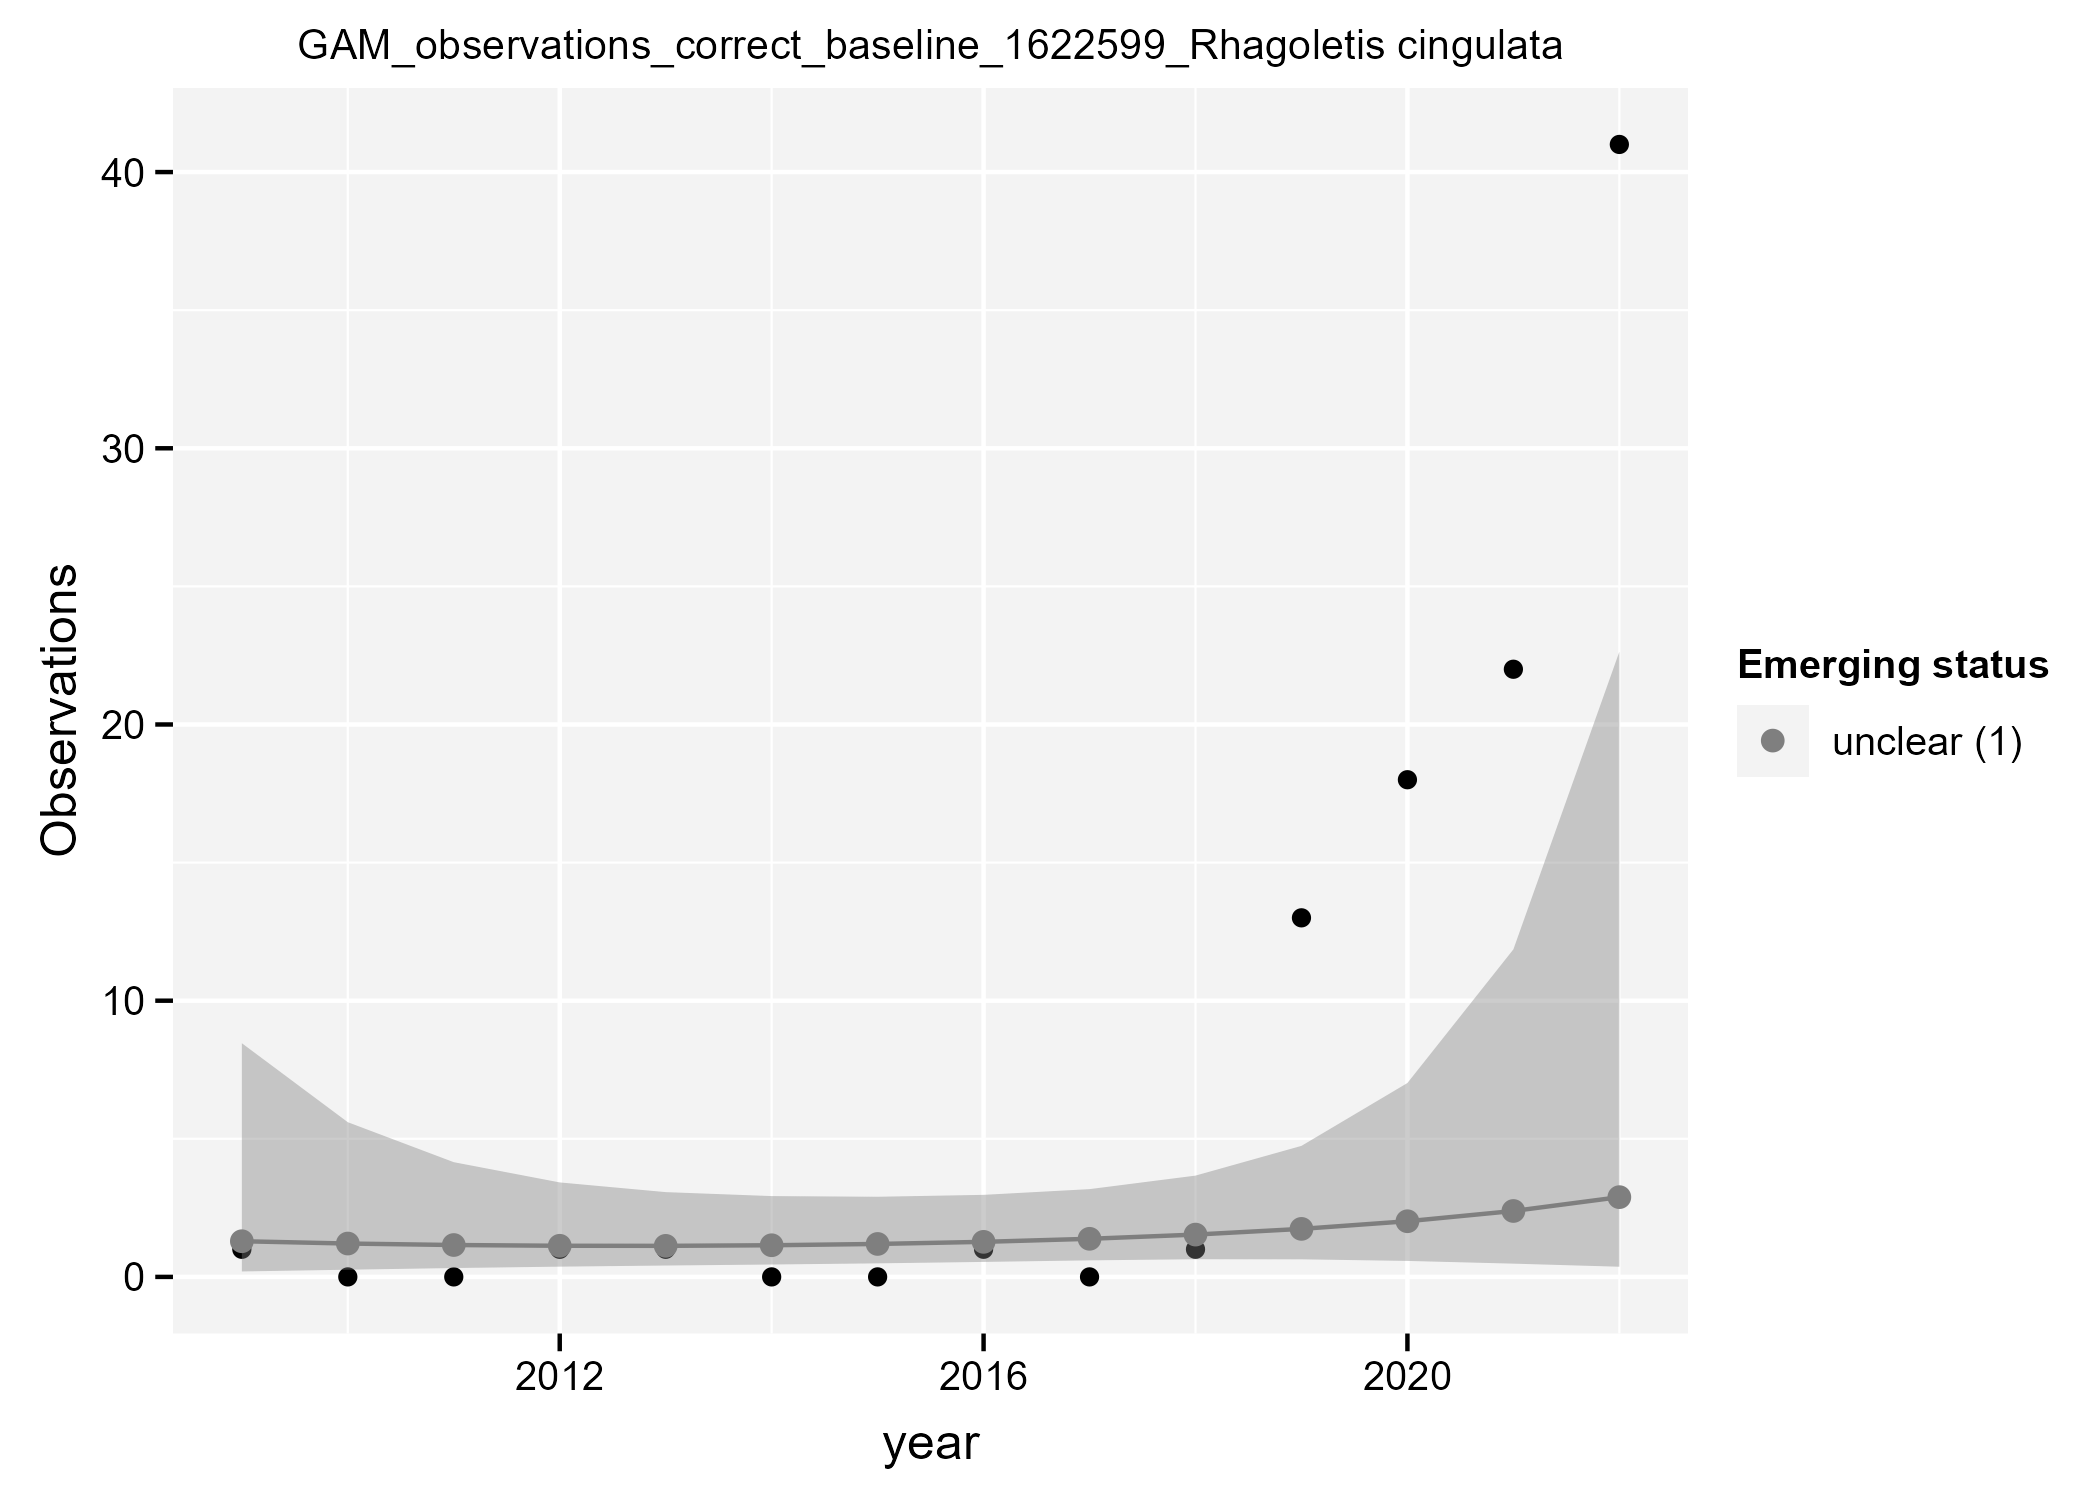 GAM_observations_correct_baseline_1622599_Rhagoletis cingulata
40
30
20
10
0
Observations
2012
2016
2020
year
Emerging status
unclear (1)